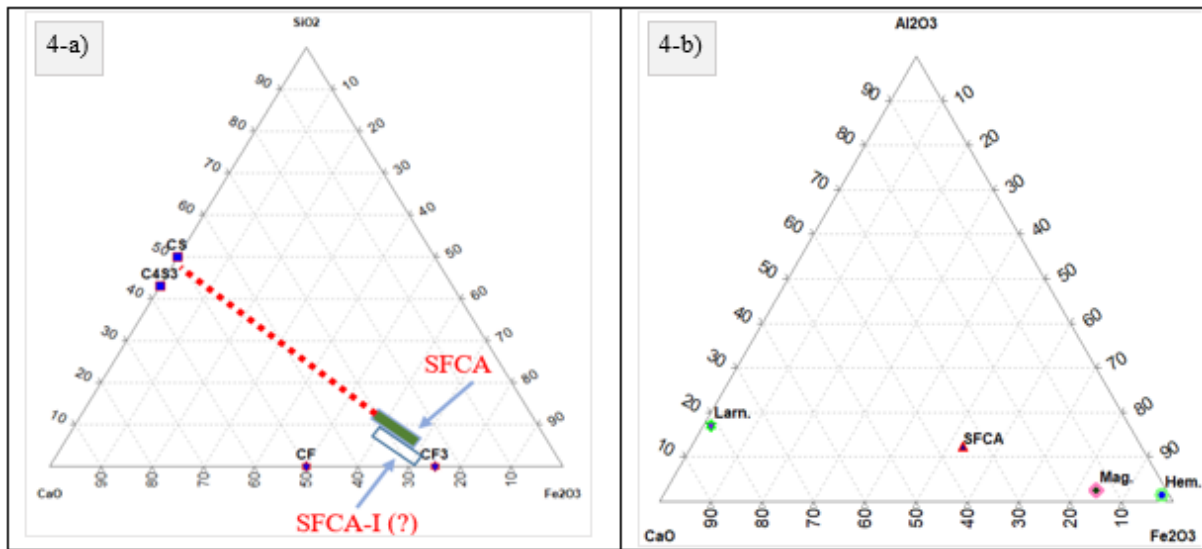 4-a)
SiO2
90 10
80 20
70 30
60 40
CS
50 50
C4S3
40 60
30 70
SFCA
20 80
10 90
CF CF3
CaO 90 80 70 60 50 40 30 20 10 Fe2O3
SFCA-I (?)
4-b)
Al2O3
90 10
80 20
70 30
60 40
50 50
40 60
30 70
20 Larn. 80
SFCA
10 90
Mag. Hem.
90 80 70 60 50 40 30 20 10
CaO Fe2O3